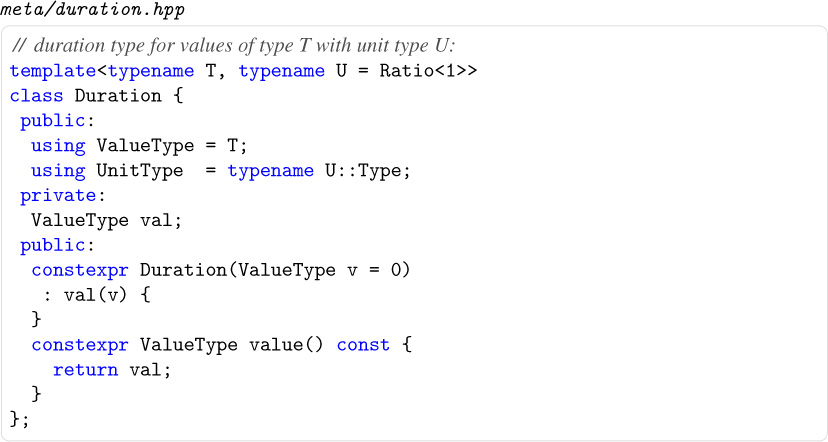 meta/duration.hpp
// duration type for values of type T with unit type U:
template<typename T, typename U = Ratio<1>>
class Duration {
 public:
  using ValueType = T;
  using UnitType  = typename U::Type;
 private:
  ValueType val;
 public:
  constexpr Duration(ValueType v = 0)
   : val(v) {
  }
  constexpr ValueType value() const {
    return val;
  }
};